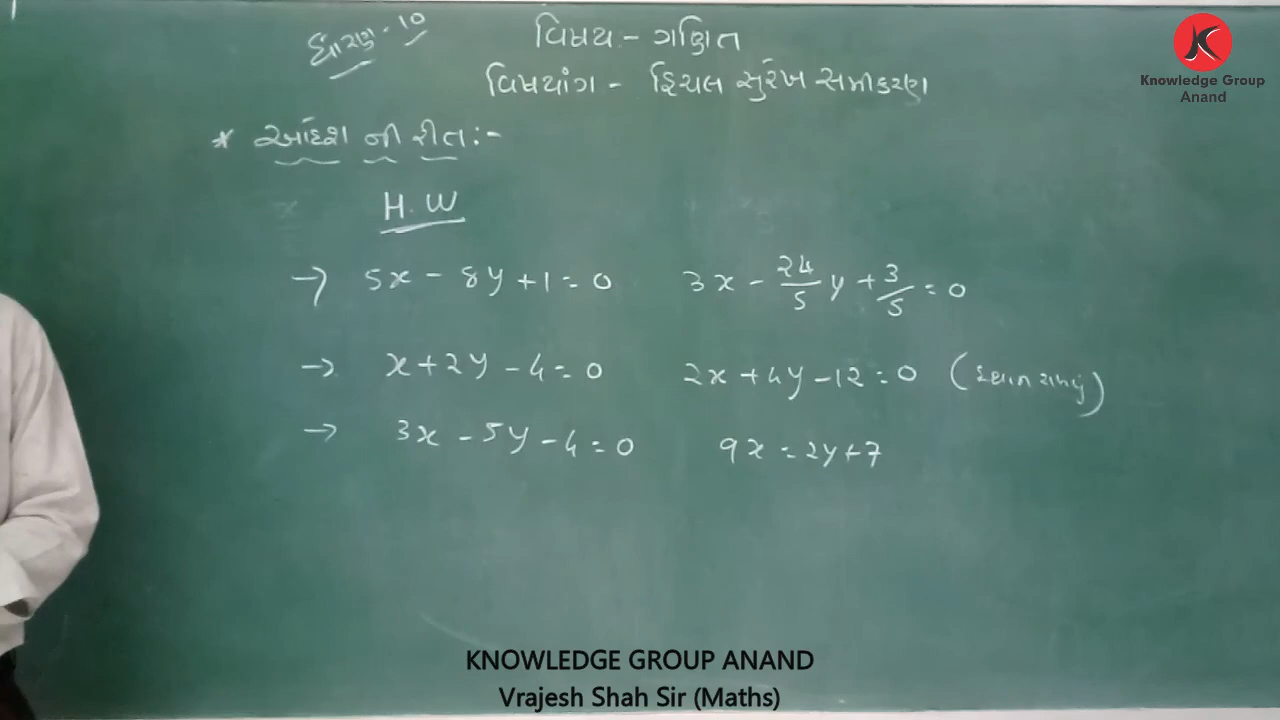 ધોરણ - ૧૦
વિષય - ગણિત
Knowledge Group
Anand
વિષયાંગ - દ્વિચલ સુરેખ સમીકરણ
* આદેશ ની રીત :-
H.W
→ 5x - 8y + 1 = 0 3x - 24/5 y + 3/5 = 0
→ x + 2y - 4 = 0 2x + 4y - 12 = 0 (ધ્યાન રાખવું)
→ 3x - 5y - 4 = 0 9x = 2y + 7
KNOWLEDGE GROUP ANAND
Vrajesh Shah Sir (Maths)